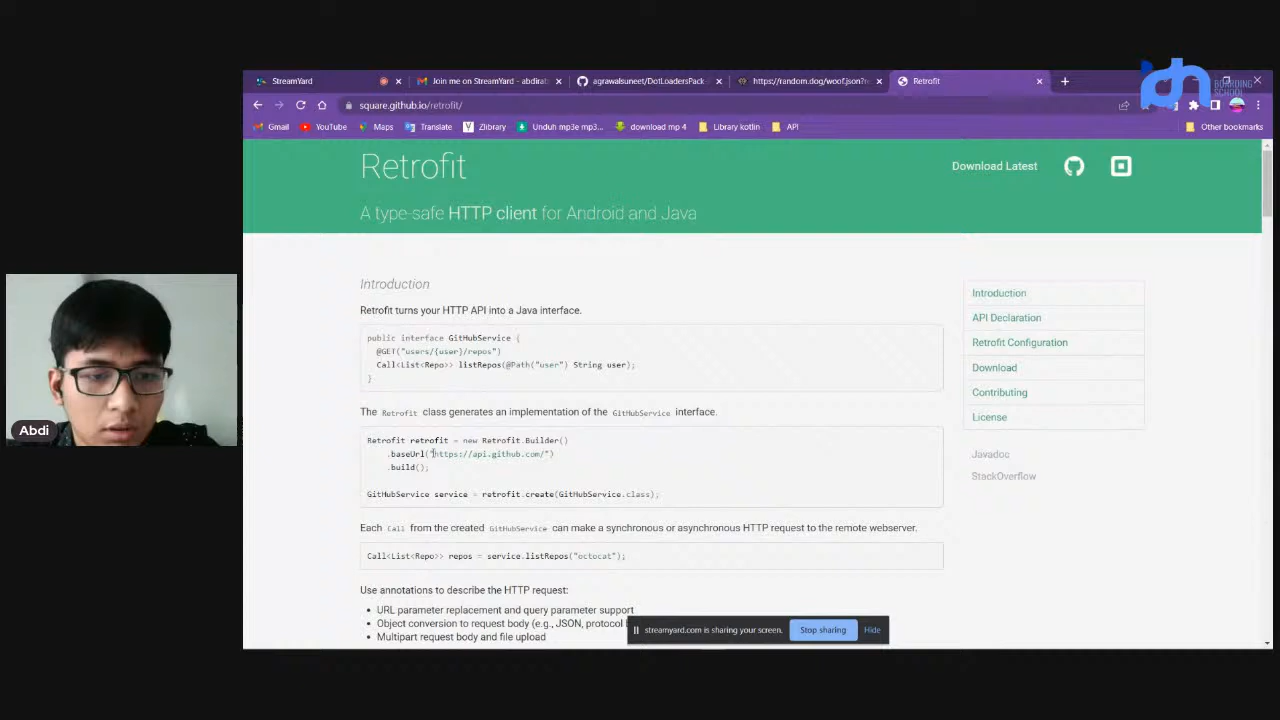 StreamYard
Join me on StreamYard - abdirat
agrawalsuneet/DotLoadersPack
https://random.dog/woof.json?
Retrofit
BOARDING
SCHOOL
square.github.io/retrofit/
Gmail
YouTube
Maps
Translate
Zlibrary
Unduh mp3e mp3...
download mp 4
Library kotlin
API
Other bookmarks
Retrofit
Download Latest
A type-safe HTTP client for Android and Java
Introduction
Retrofit turns your HTTP API into a Java interface.
public interface GitHubService {
@GET("users/{user}/repos")
Call<List<Repo>> listRepos(@Path("user") String user);
}
The Retrofit class generates an implementation of the GitHubService interface.
Retrofit retrofit = new Retrofit.Builder()
.baseUrl("https://api.github.com/")
.build();
GitHubService service = retrofit.create(GitHubService.class);
Each Call from the created GitHubService can make a synchronous or asynchronous HTTP request to the remote webserver.
Call<List<Repo>> repos = service.listRepos("octocat");
Use annotations to describe the HTTP request:
• URL parameter replacement and query parameter support
• Object conversion to request body (e.g., JSON, protocol
• Multipart request body and file upload
Introduction
API Declaration
Retrofit Configuration
Download
Contributing
License
Javadoc
StackOverflow
Abdi
streamyard.com is sharing your screen.
Stop sharing
Hide